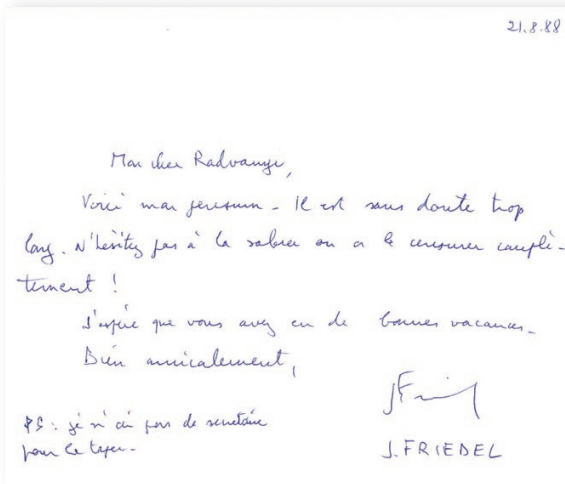 21.8.88
Mon cher Radvanyi,
Voici mon pensum - Il est sans doute trop
long. N'hésitez pas à le sabrer ou à le censurer complè-
tement !
J'espère que vous avez eu de bonnes vacances -
Bien amicalement,
PS : je n'ai pas de secrétaire
pour le taper -
J. FRIEDEL